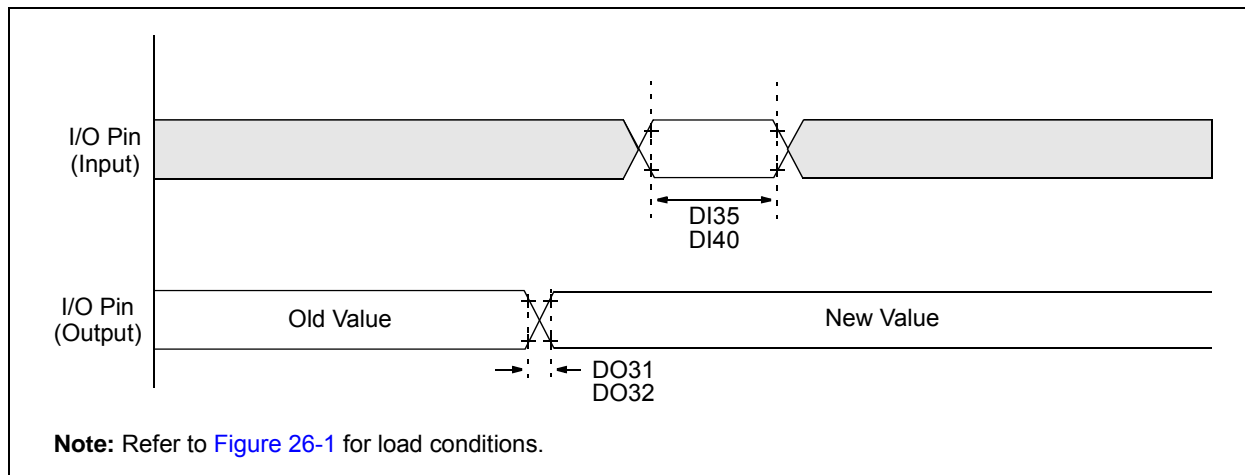 I/O Pin
(Input)
DI35
DI40
I/O Pin
(Output)
Old Value
New Value
DO31
DO32
Note: Refer to Figure 26-1 for load conditions.